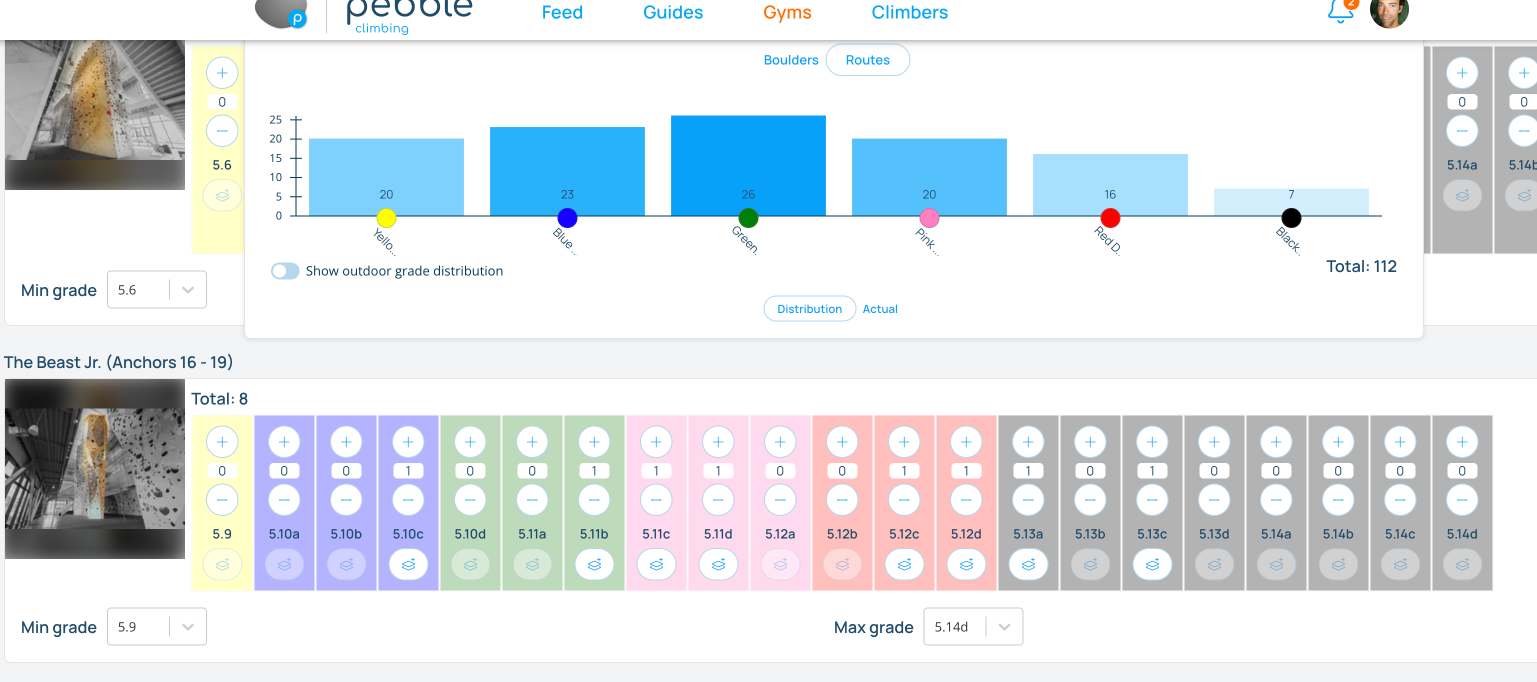 pebble
climbing
Feed Guides Gyms Climbers
2
Boulders Routes
0
5.6
25
20
15
10
5
0
20 23 26 20 16 7
Yello... Blue... Green. Pink... Red D. Black.
0 0
5.14a 5.14b
Show outdoor grade distribution
Total: 112
Min grade 5.6
Distribution Actual
The Beast Jr. (Anchors 16 - 19)
Total: 8
0 0 0 1 0 0 1 1 1 0 0 1 1 1 0 1 0 0 0 0 0
5.9 5.10a 5.10b 5.10c 5.10d 5.11a 5.11b 5.11c 5.11d 5.12a 5.12b 5.12c 5.12d 5.13a 5.13b 5.13c 5.13d 5.14a 5.14b 5.14c 5.14d
Min grade 5.9
Max grade 5.14d